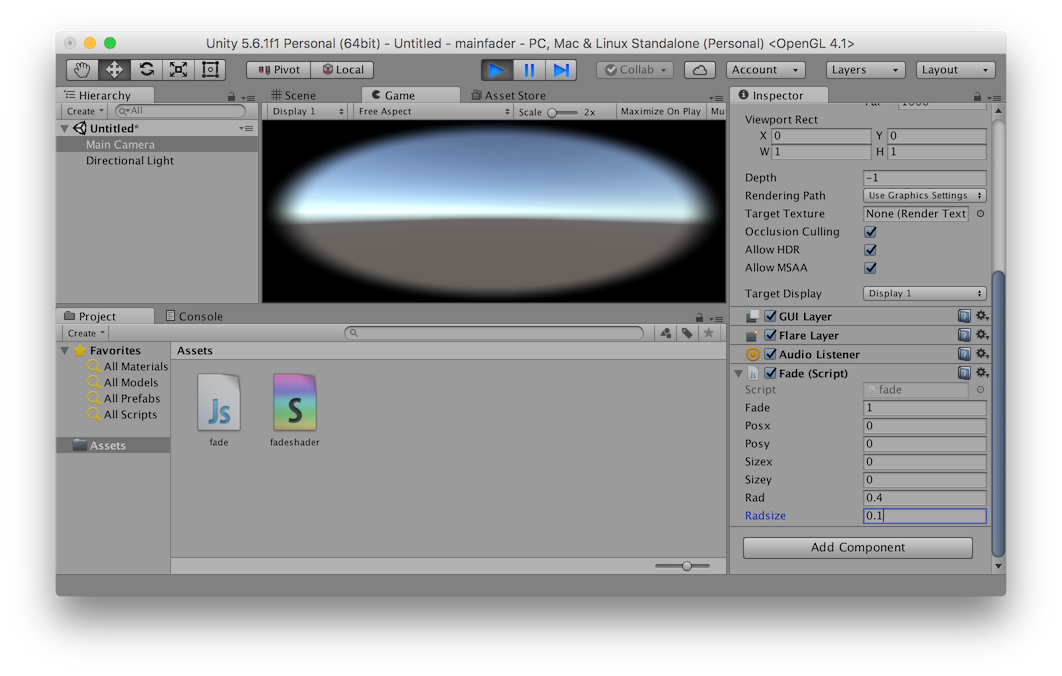 Unity 5.6.1f1 Personal (64bit) - Untitled - mainfader - PC, Mac & Linux Standalone (Personal) <OpenGL 4.1>
Pivot Local Collab Account Layers Layout
Hierarchy
Create All
Untitled*
Main Camera
Directional Light
Scene Game Asset Store
Display 1 Free Aspect Scale 2x Maximize On Play Mu
Inspector
Far 1000
Viewport Rect
X 0 Y 0
W 1 H 1
Depth -1
Rendering Path Use Graphics Settings
Target Texture None (Render Text
Occlusion Culling
Allow HDR
Allow MSAA
Target Display Display 1
GUI Layer
Flare Layer
Audio Listener
Js Fade (Script)
Script fade
Fade 1
Posx 0
Posy 0
Sizex 0
Sizey 0
Rad 0.4
Radsize 0.1
Add Component
Project Console
Create
Favorites
All Materials
All Models
All Prefabs
All Scripts
Assets
Assets
Js S
fade fadeshader